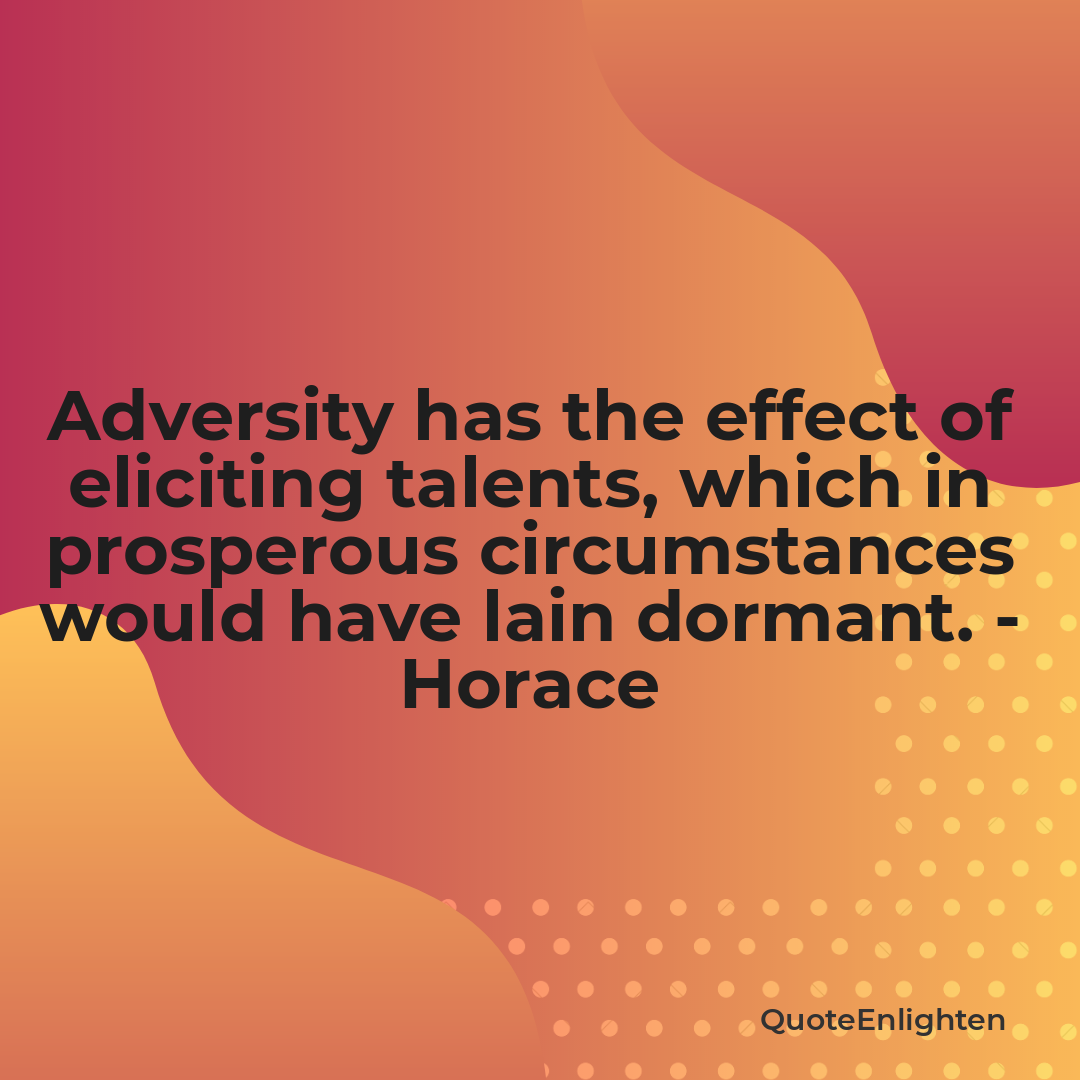 Adversity has the effect of
eliciting talents, which in
prosperous circumstances
would have lain dormant. -
Horace
QuoteEnlighten